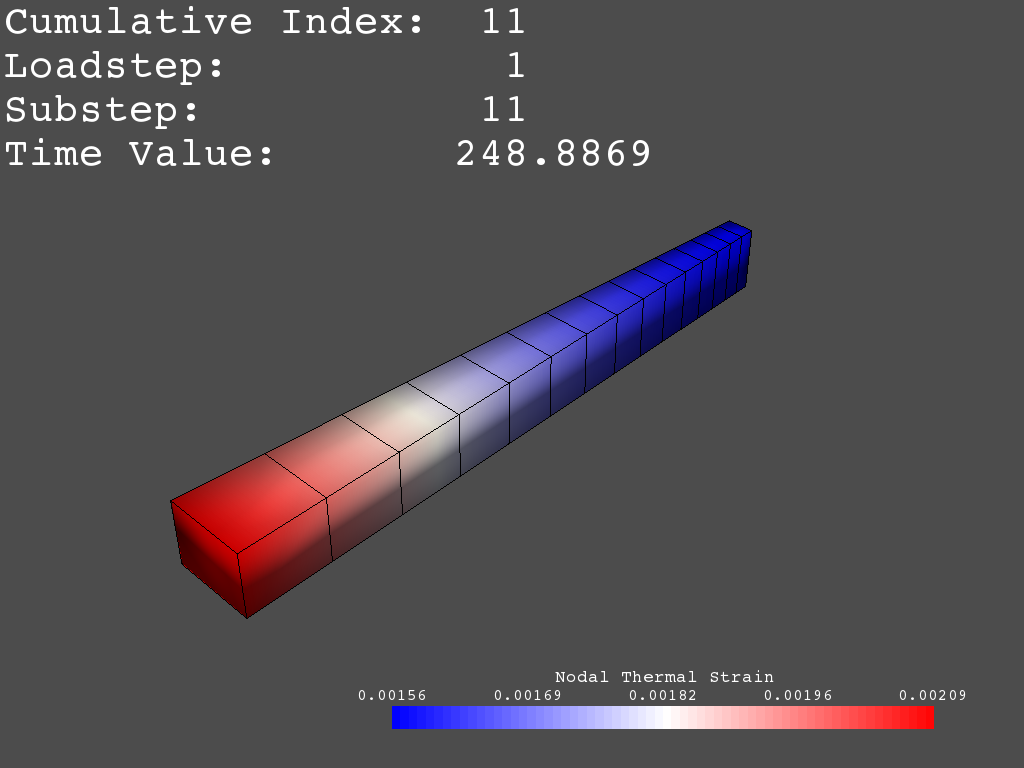 Cumulative Index: 11
Loadstep: 1
Substep: 11
Time Value: 248.8869
Nodal Thermal Strain
0.00156 0.00169 0.00182 0.00196 0.00209